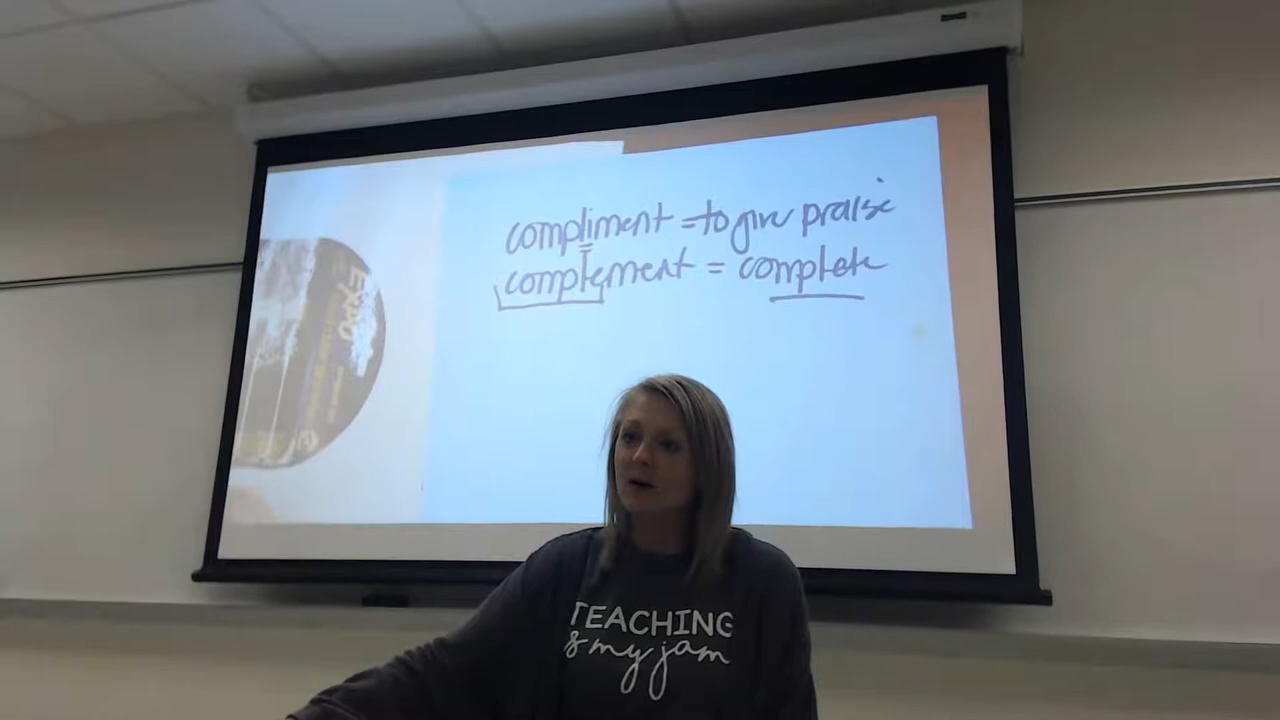 compliment = to give praise
complement = complete
EXPO
TEACHING
is my jam